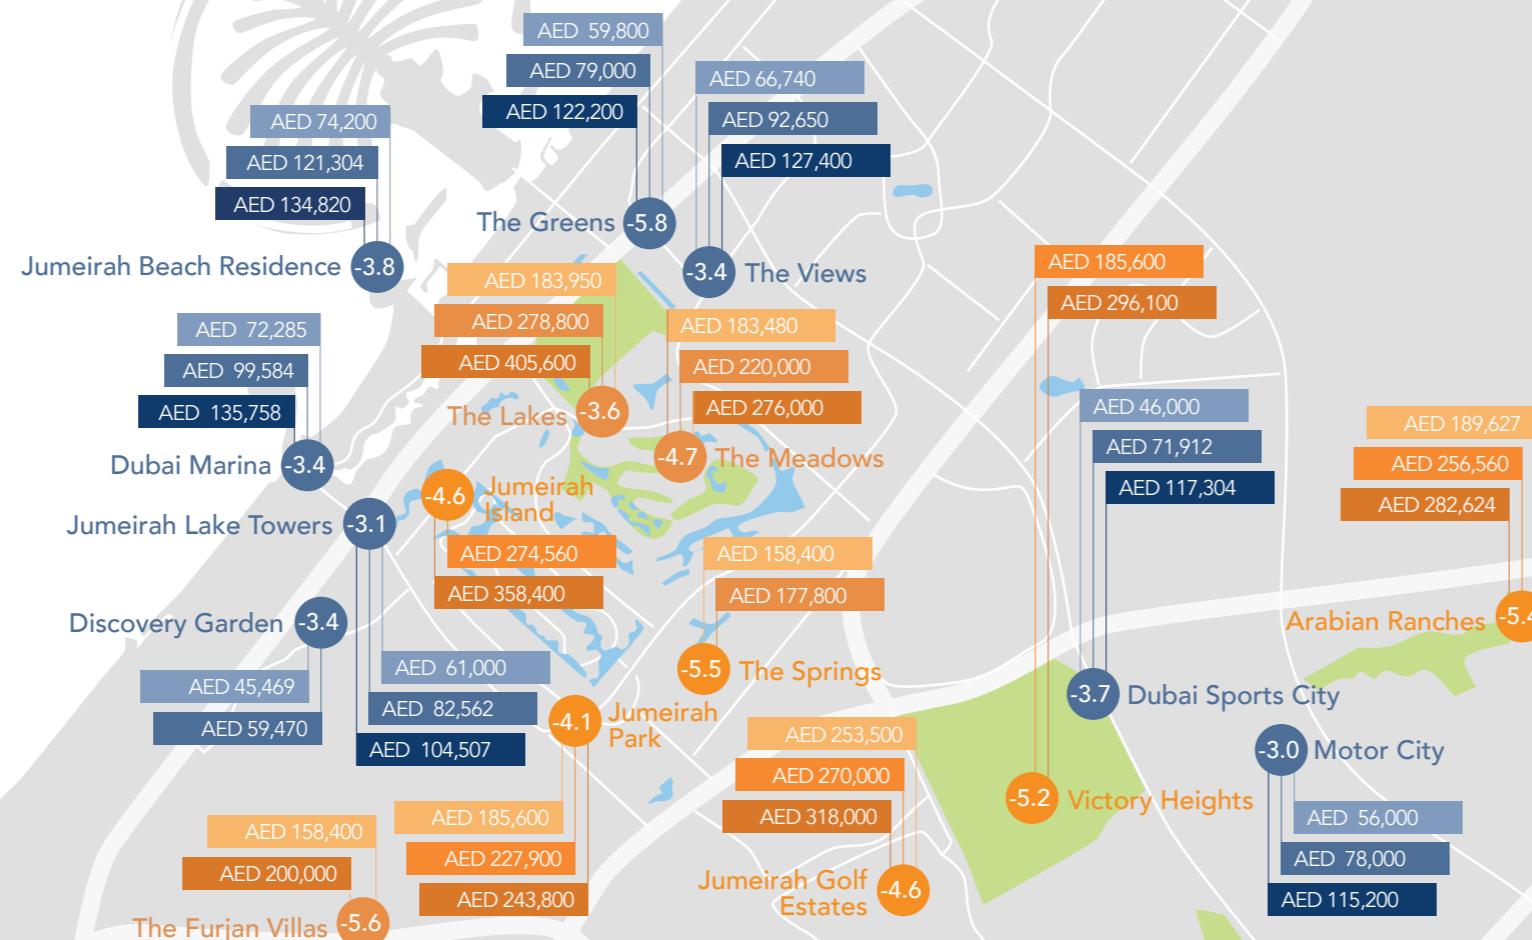 AED 59,800
AED 79,000
AED 122,200
The Greens
-5.8
AED 66,740
AED 92,650
AED 127,400
-3.4
The Views
AED 74,200
AED 121,304
AED 134,820
Jumeirah Beach Residence
-3.8
AED 183,950
AED 278,800
AED 405,600
The Lakes
-3.6
AED 183,480
AED 220,000
AED 276,000
-4.7
The Meadows
AED 185,600
AED 296,100
AED 72,285
AED 99,584
AED 135,758
Dubai Marina
-3.4
Jumeirah Lake Towers
-3.1
-4.6
Jumeirah
Island
AED 274,560
AED 358,400
AED 46,000
AED 71,912
AED 117,304
AED 189,627
AED 256,560
AED 282,624
Arabian Ranches
-5.4
Discovery Garden
-3.4
AED 45,469
AED 59,470
AED 61,000
AED 82,562
AED 104,507
AED 158,400
AED 177,800
-5.5
The Springs
-3.7
Dubai Sports City
-4.1
Jumeirah
Park
AED 185,600
AED 227,900
AED 243,800
AED 253,500
AED 270,000
AED 318,000
Jumeirah Golf
Estates
-4.6
-5.2
Victory Heights
-3.0
Motor City
AED 56,000
AED 78,000
AED 115,200
AED 158,400
AED 200,000
The Furjan Villas
-5.6